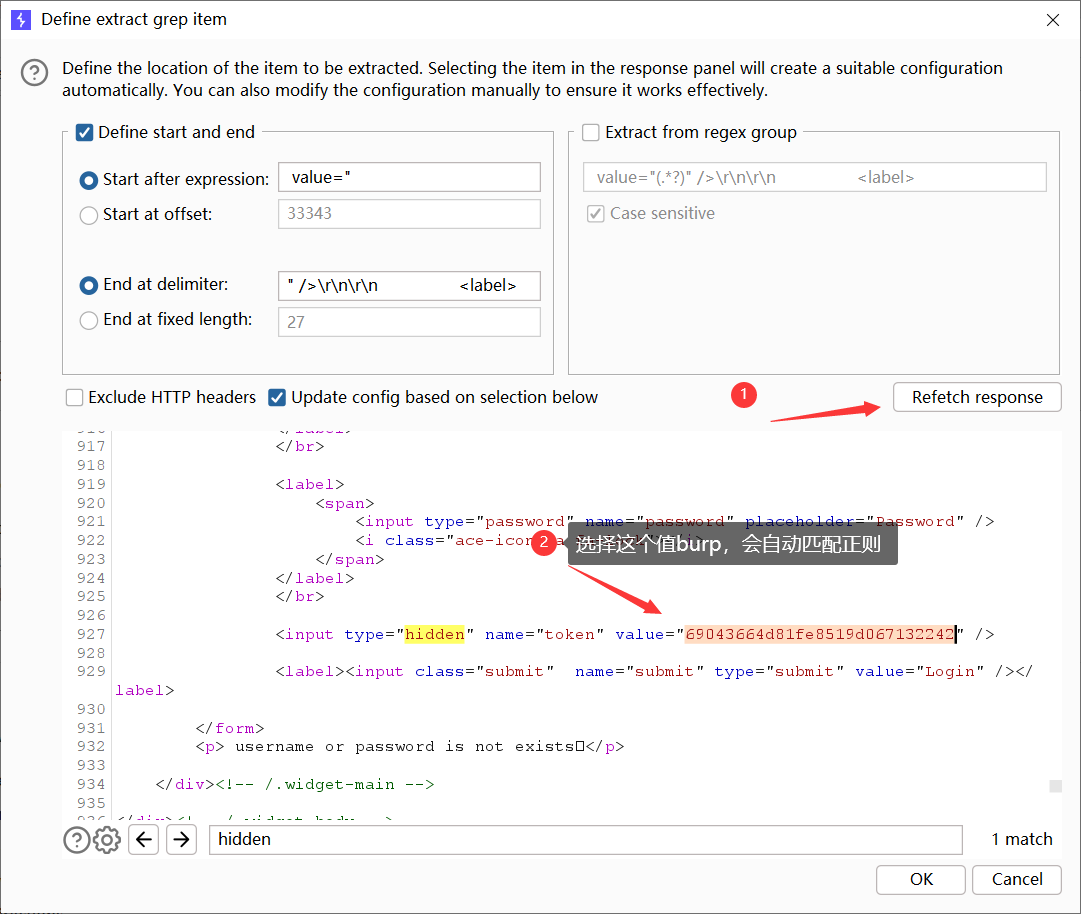 Define extract grep item
Define the location of the item to be extracted. Selecting the item in the response panel will create a suitable configuration
automatically. You can also modify the configuration manually to ensure it works effectively.
Define start and end
Extract from regex group
Start after expression: value="
value="(.*?)" />\r\n\r\n <label>
Start at offset: 33343
Case sensitive
End at delimiter: " />\r\n\r\n <label>
End at fixed length: 27
Exclude HTTP headers
Update config based on selection below
1
Refetch response
917 </br>
918
919 <label>
920 <span>
921 <input type="password" name="password" placeholder="Password" />
922 <i class="ace-icon
2
选择这个值burp，会自动匹配正则
923 </span>
924 </label>
925 </br>
926
927 <input type="hidden" name="token" value="69043664d81fe8519d067132242" />
928
929 <label><input class="submit" name="submit" type="submit" value="Login" /></
label>
930
931 </form>
932 <p> username or password is not exists</p>
933
934 </div><!-- /.widget-main -->
935
hidden
1 match
OK
Cancel